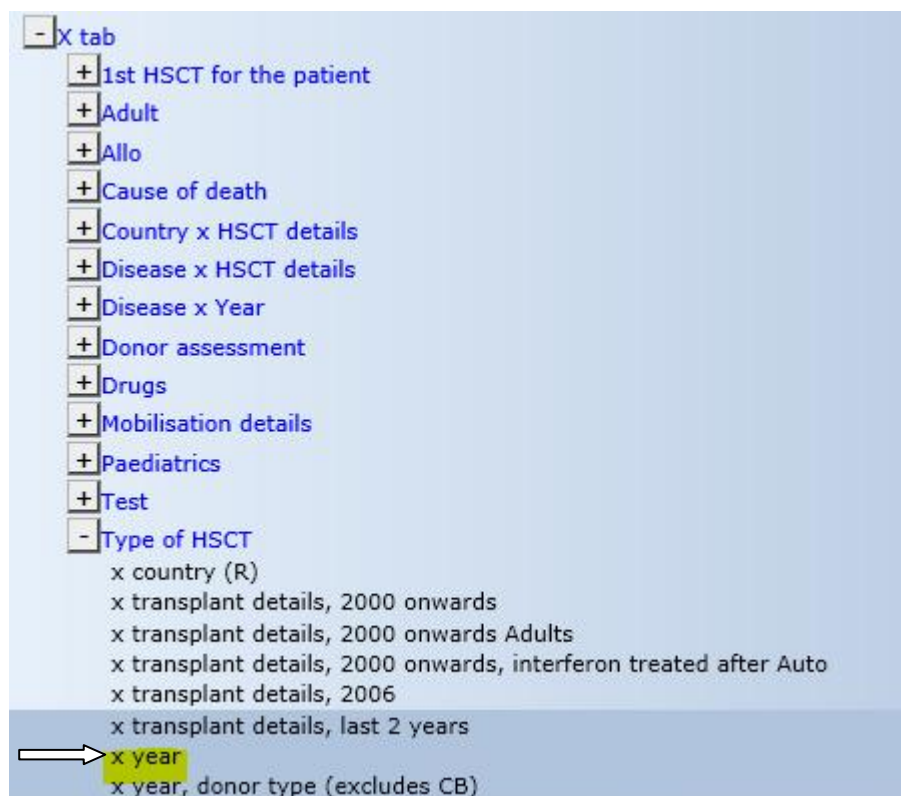 - X tab
+ 1st HSCT for the patient
+ Adult
+ Allo
+ Cause of death
+ Country x HSCT details
+ Disease x HSCT details
+ Disease x Year
+ Donor assessment
+ Drugs
+ Mobilisation details
+ Paediatrics
+ Test
- Type of HSCT
x country (R)
x transplant details, 2000 onwards
x transplant details, 2000 onwards Adults
x transplant details, 2000 onwards, interferon treated after Auto
x transplant details, 2006
x transplant details, last 2 years
x year
x year, donor type (excludes CB)